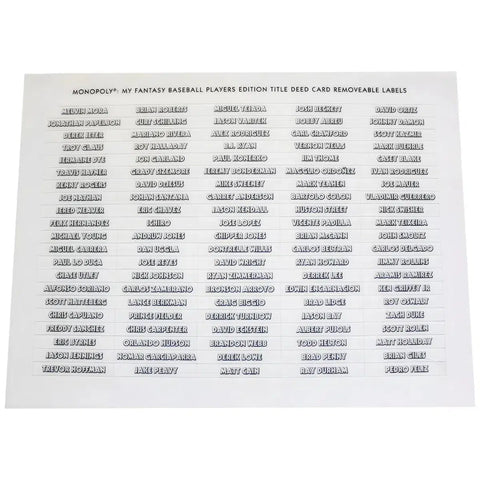 MONOPOLY®: MY FANTASY BASEBALL PLAYERS EDITION TITLE DEED CARD REMOVEABLE LABELS
MELVIN MORA BRIAN ROBERTS MIGUEL TEJADA JOSH BECKETT DAVID ORTIZ
JONATHAN PAPELBON CURT SCHILLING JASON VARITEK BOBBY ABREU JOHNNY DAMON
DEREK JETER MARIANO RIVERA ALEX RODRIGUEZ CARL CRAWFORD SCOTT KAZMIR
TROY GLAUS ROY HALLADAY B.J. RYAN VERNON WELLS MARK BUEHRLE
JERMAINE DYE JON GARLAND PAUL KONERKO JIM THOME CASEY BLAKE
TRAVIS HAFNER GRADY SIZEMORE JEREMY BONDERMAN MAGGLIO ORDOÑEZ IVAN RODRIGUEZ
KENNY ROGERS DAVID DEJESUS MIKE SWEENEY MARK TEAHEN JOE MAUER
JOE NATHAN JOHAN SANTANA GARRET ANDERSON BARTOLO COLON VLADIMIR GUERRERO
JERED WEAVER ERIC CHAVEZ JASON KENDALL HUSTON STREET NICK SWISHER
FELIX HERNANDEZ ICHIRO JOSE LOPEZ VICENTE PADILLA MARK TEIXEIRA
MICHAEL YOUNG ANDRUW JONES CHIPPER JONES BRIAN MCCANN JOHN SMOLTZ
MIGUEL CABRERA DAN UGGLA DONTRELLE WILLIS CARLOS BELTRAN CARLOS DELGADO
PAUL LO DUCA JOSE REYES DAVID WRIGHT RYAN HOWARD JIMMY ROLLINS
CHASE UTLEY NICK JOHNSON RYAN ZIMMERMAN DERREK LEE ARAMIS RAMIREZ
ALFONSO SORIANO CARLOS ZAMBRANO BRONSON ARROYO EDWIN ENCARNACION KEN GRIFFEY JR
SCOTT HATTEBERG LANCE BERKMAN CRAIG BIGGIO BRAD LIDGE ROY OSWALT
CHRIS CAPUANO PRINCE FIELDER DERRICK TURNBOW JASON BAY ZACH DUKE
FREDDY SANCHEZ CHRIS CARPENTER DAVID ECKSTEIN ALBERT PUJOLS SCOTT ROLEN
ERIC BYRNES ORLANDO HUDSON BRANDON WEBB TODD HELTON MATT HOLLIDAY
JASON JENNINGS NOMAR GARCIAPARRA DEREK LOWE BRAD PENNY BRIAN GILES
TREVOR HOFFMAN JAKE PEAVY MATT CAIN RAY DURHAM PEDRO FELIZ